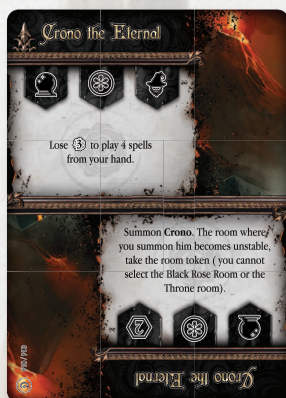 Crono the Eternal
Lose 3 to play 4 spells
from your hand.
Summon Crono. The room where
you summon him becomes unstable,
take the room token ( you cannot
select the Black Rose Room or the
Throne room).
Crono the Eternal